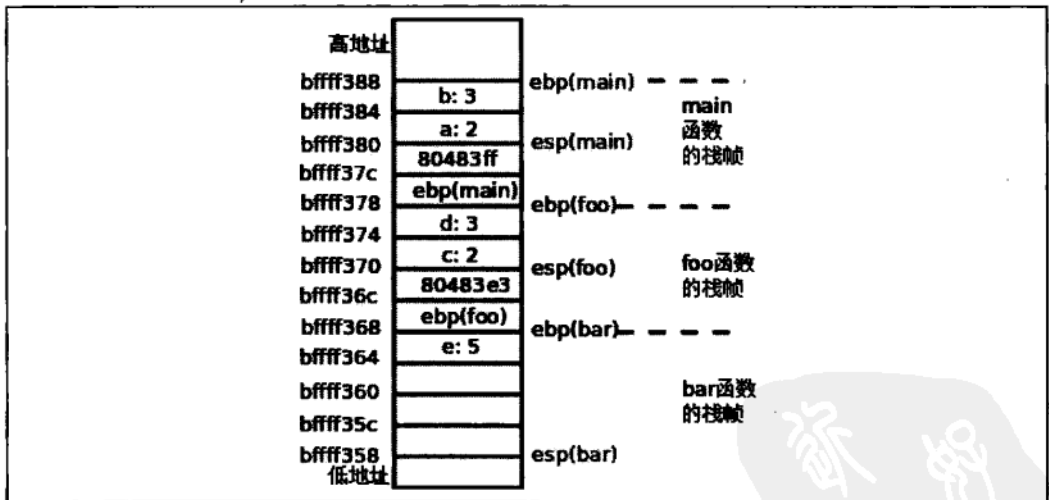 高地址
bffff388 ebp(main)
b: 3
bffff384 main
函数
的栈帧
a: 2
bffff380 esp(main)
80483ff
bffff37c
ebp(main)
bffff378 ebp(foo)
d: 3
bffff374
c: 2
bffff370 esp(foo) foo函数
的栈帧
80483e3
bffff36c
ebp(foo)
bffff368 ebp(bar)
e: 5
bffff364
bffff360 bar函数
的栈帧
bffff35c
bffff358 esp(bar)
低地址